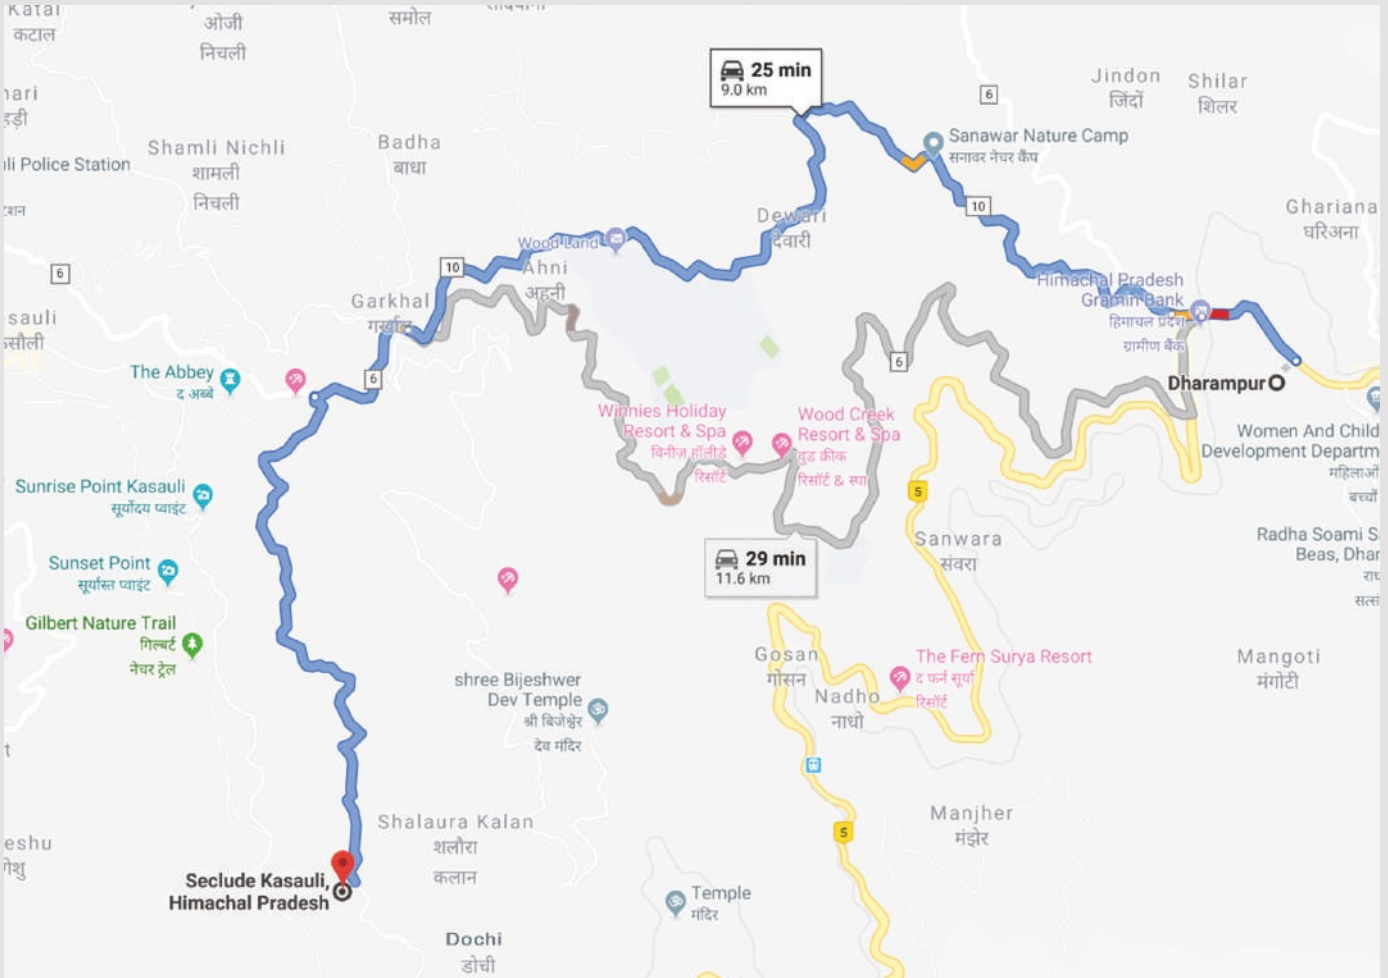 Katal
कटाल
ओजी
निचली
समोल
25 min
9.0 km
6
Jindon
जिंदों
Shilar
शिलर
Shamli Nichli
शामली
निचली
Badha
बाधा
li Police Station
Sanawar Nature Camp
सनावर नेचर कैंप
10
Dewari
देवारी
Ghariana
घरिअना
Wood Land
10
Ahni
अहनी
6
Garkhal
गर्खाल
Himachal Pradesh
Gramin Bank
हिमाचल प्रदेश
ग्रामीण बैंक
The Abbey
द अब्बे
6
6
Dharampur
Winnies Holiday
Resort & Spa
विनीज़ हॉलीडे
रिसॉर्ट
Wood Creek
Resort & Spa
वुड क्रीक
रिसॉर्ट & स्पा
Women And Child
Development Departm
महिलाओं
बच्चों
Sunrise Point Kasauli
सूर्योदय प्वाइंट
5
Sanwara
संवरा
Radha Soami S
Beas, Dhar
Sunset Point
सूर्यास्त प्वाइंट
29 min
11.6 km
Gilbert Nature Trail
गिल्बर्ट
नेचर ट्रेल
Gosan
गोसन
The Fern Surya Resort
द फर्न सूर्या
रिसॉर्ट
Mangoti
मंगोटी
shree Bijeshwer
Dev Temple
श्री बिजेश्वेर
देव मंदिर
Nadho
नाधो
Shalaura Kalan
शलौरा
कलान
5
Manjher
मंझेर
Seclude Kasauli,
Himachal Pradesh
Temple
मंदिर
Dochi
डोची